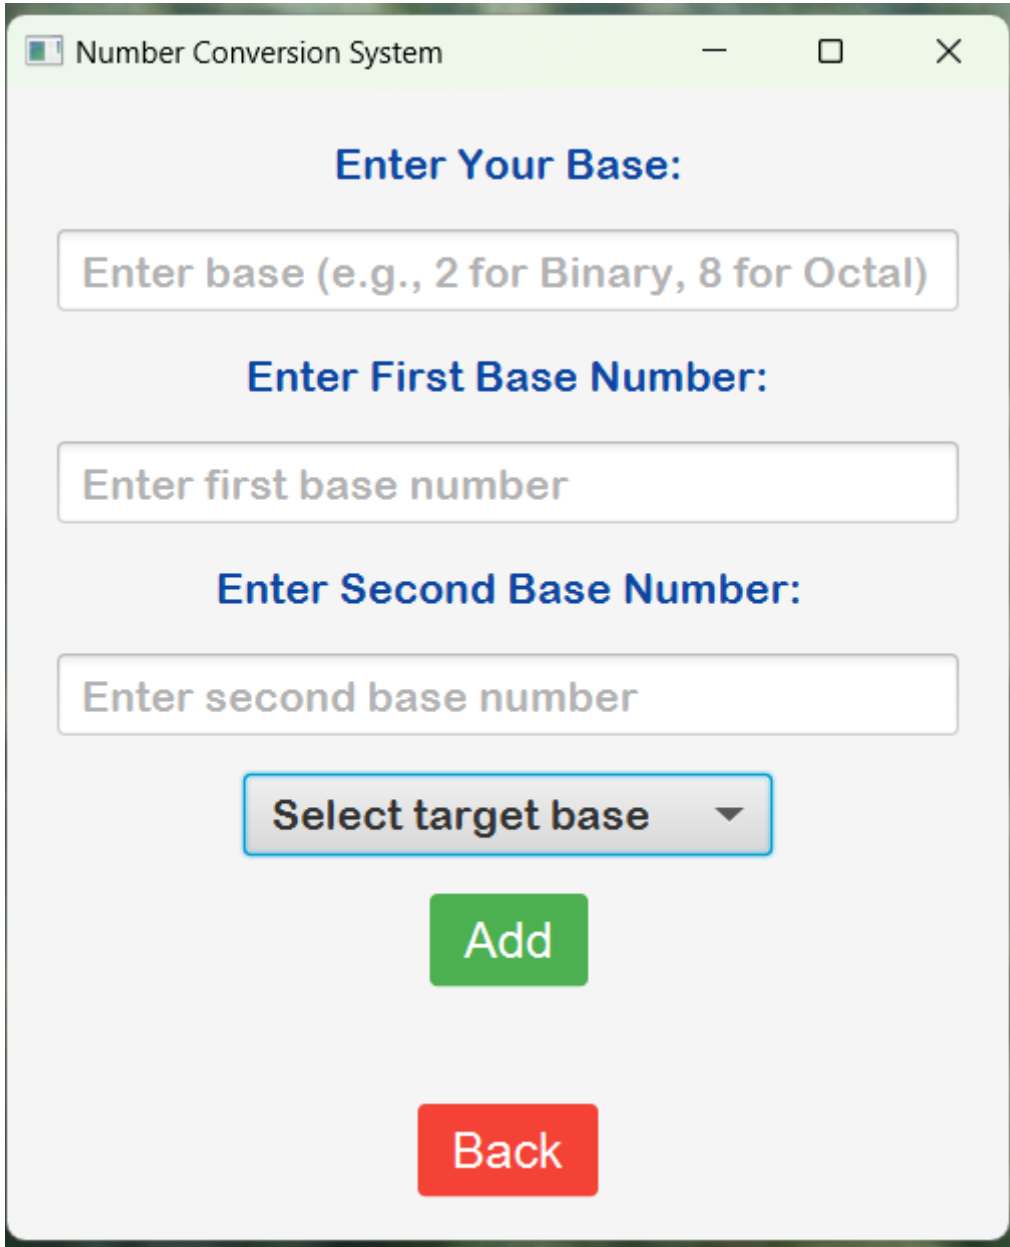 Number Conversion System
Enter Your Base:
Enter base (e.g., 2 for Binary, 8 for Octal)
Enter First Base Number:
Enter first base number
Enter Second Base Number:
Enter second base number
Select target base
Add
Back